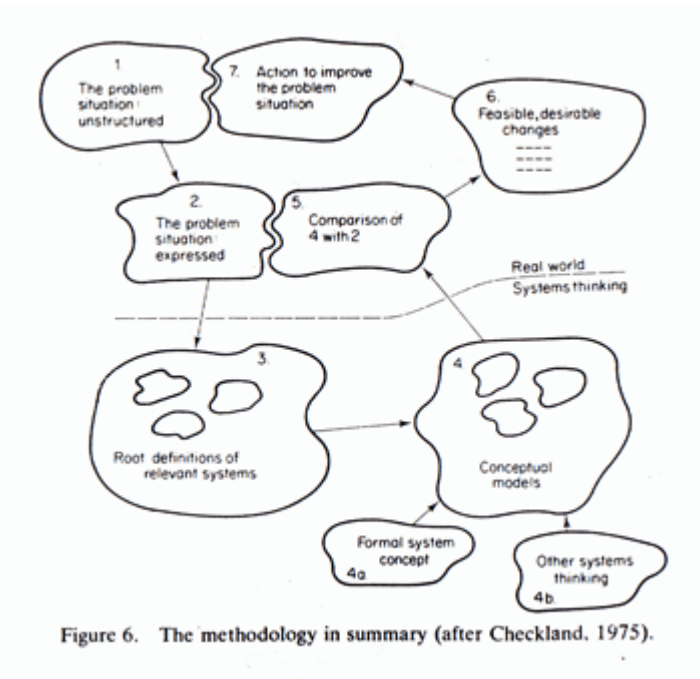 1
The problem
situation:
unstructured
7. Action to improve
the problem
situation
6.
Feasible, desirable
changes
2.
The problem
situation:
expressed
5.
Comparison of
4 with 2
Real world
Systems thinking
3.
Root definitions of
relevant systems
4.
Conceptual
models
Formal system
concept
4a
Other systems
thinking
4b.
Figure 6. The methodology in summary (after Checkland, 1975).